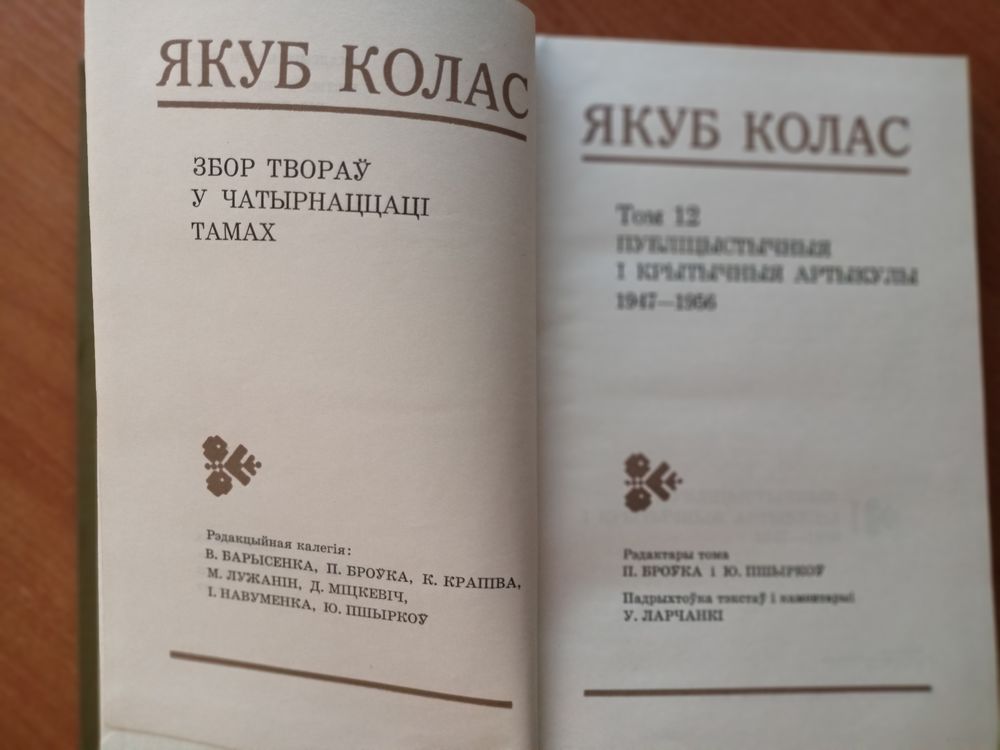 ЯКУБ КОЛАС
ЗБОР ТВОРАЎ
У ЧАТЫРНАЦЦАЦІ
ТАМАХ
Рэдакцыйная калегія:
В. БАРЫСЕНКА, П. БРОЎКА, К. КРАПІВА,
М. ЛУЖАНІН, Д. МІЦКЕВІЧ,
І. НАВУМЕНКА, Ю. ПШЫРКОЎ
ЯКУБ КОЛАС
Том 12
ПУБЛІЦЫСТЫЧНЫЯ
І КРЫТЫЧНЫЯ АРТЫКУЛЫ
1947—1956
Рэдактары тома
П. БРОЎКА і Ю. ПШЫРКОЎ
Падрыхтоўка тэкстаў і каментарыі
У. ЛАРЧАНКІ